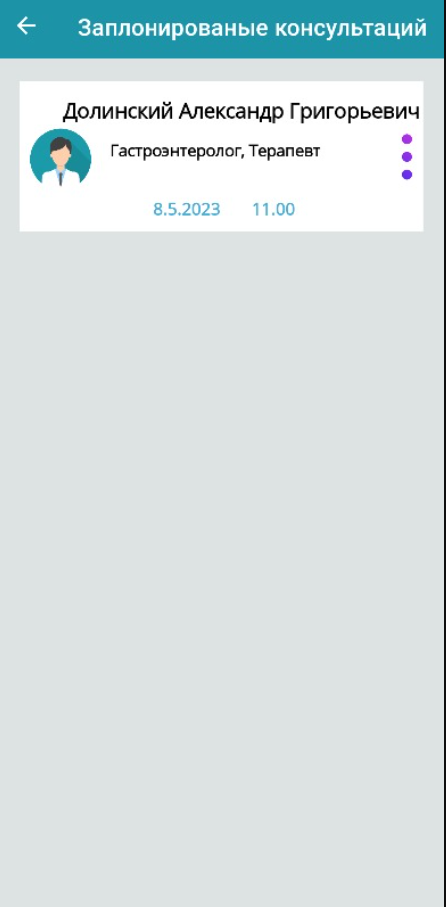 Заплонированые консультаций
Долинский Александр Григорьевич
Гастроэнтеролог, Терапевт
8.5.2023 11.00